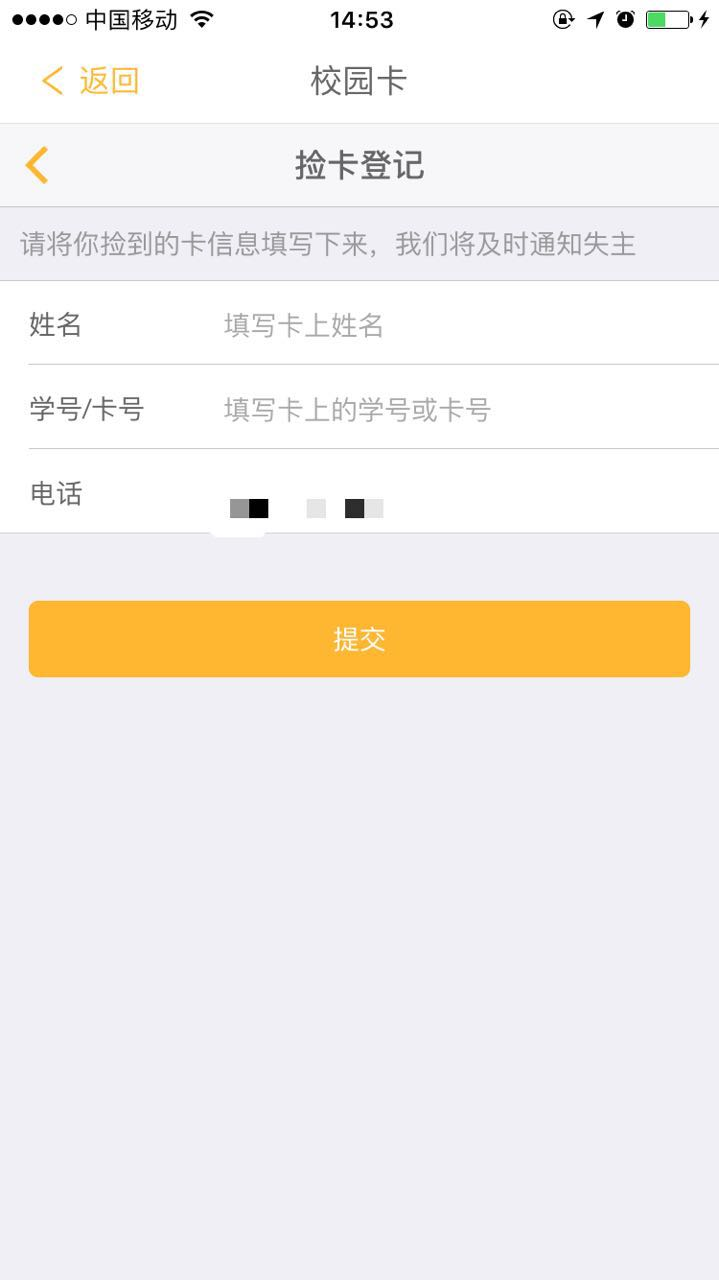 中国移动 14:53
返回 校园卡
捡卡登记
请将你捡到的卡信息填写下来，我们将及时通知失主
姓名 填写卡上姓名
学号/卡号 填写卡上的学号或卡号
电话
提交